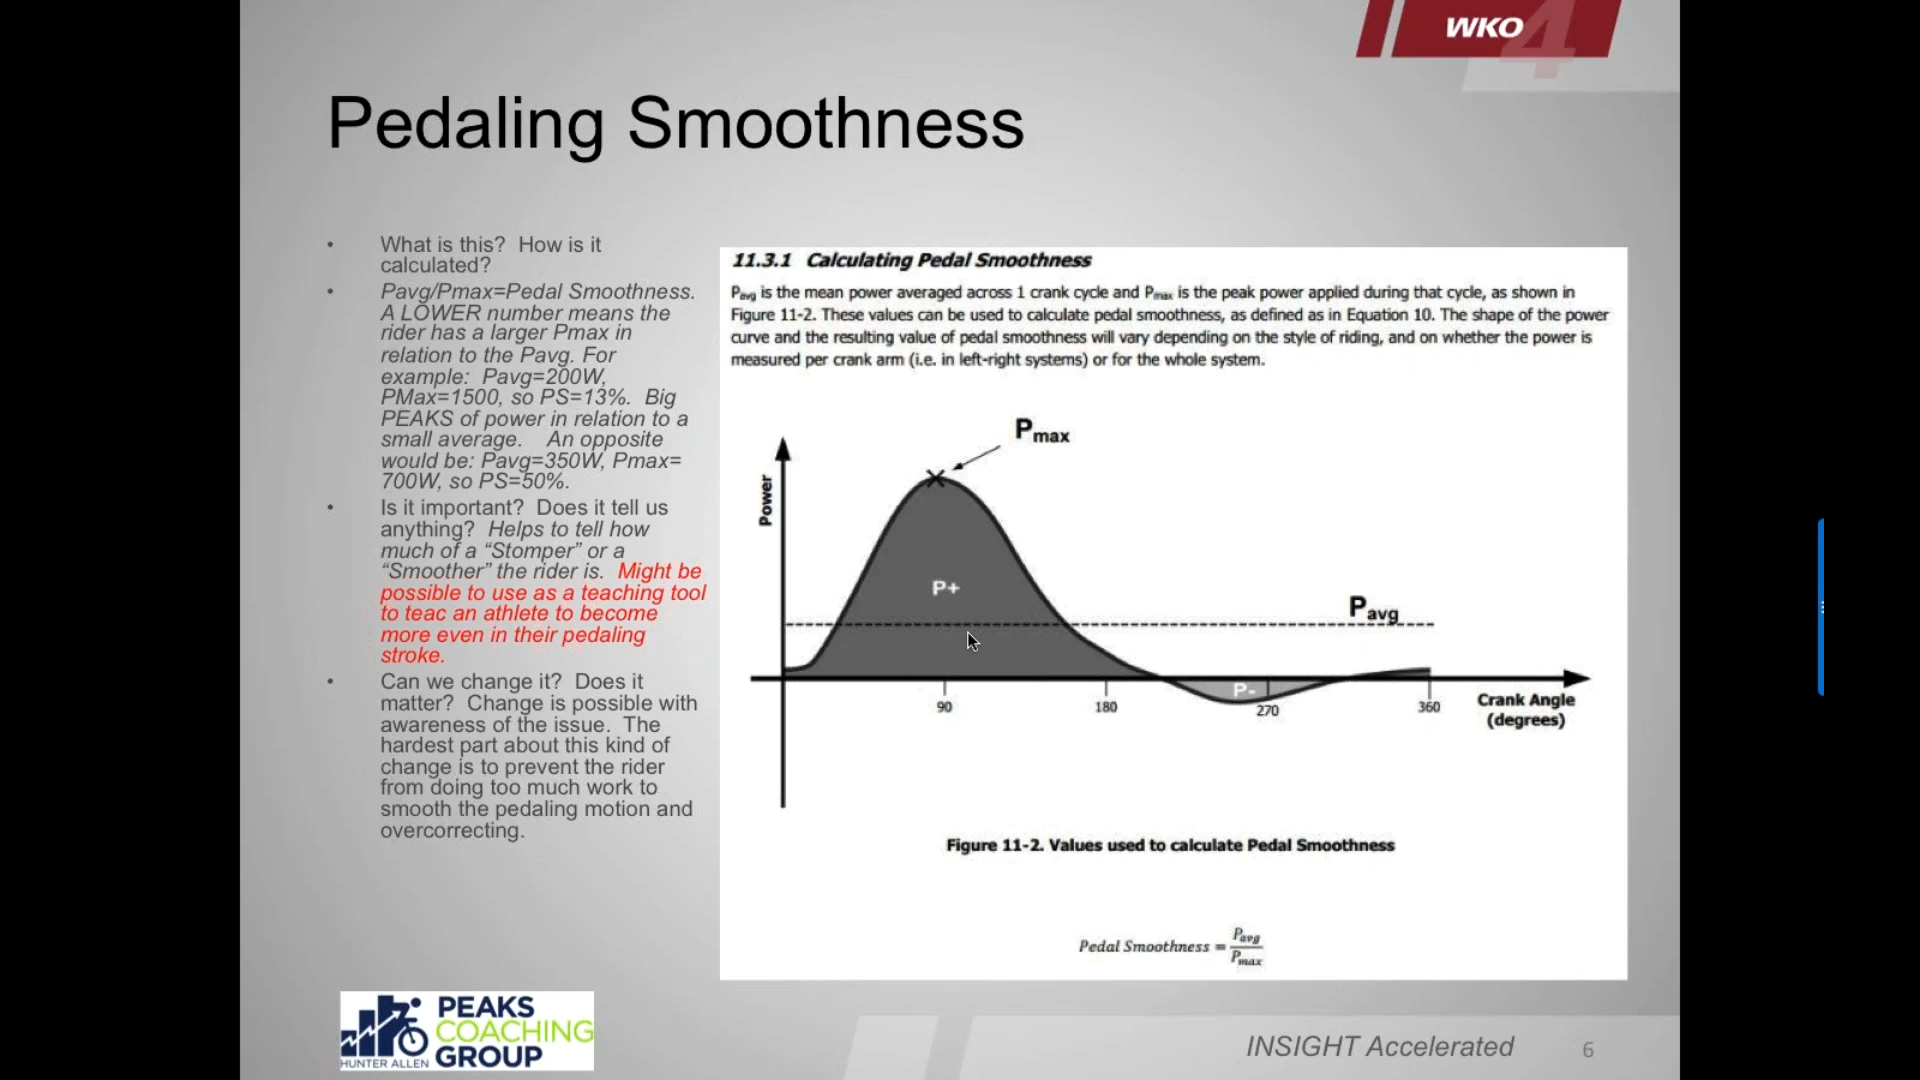 WKO 4
Pedaling Smoothness
• What is this?  How is it
calculated?
• Pavg/Pmax=Pedal Smoothness.
A LOWER number means the
rider has a larger Pmax in
relation to the Pavg. For
example:  Pavg=200W,
PMax=1500, so PS=13%.  Big
PEAKS of power in relation to a
small average.    An opposite
would be: Pavg=350W, Pmax=
700W, so PS=50%.
• Is it important?  Does it tell us
anything?  Helps to tell how
much of a “Stomper” or a
“Smoother” the rider is.  Might be
possible to use as a teaching tool
to teac an athlete to become
more even in their pedaling
stroke.
• Can we change it?  Does it
matter?  Change is possible with
awareness of the issue.  The
hardest part about this kind of
change is to prevent the rider
from doing too much work to
smooth the pedaling motion and
overcorrecting.
11.3.1 Calculating Pedal Smoothness
Pavg is the mean power averaged across 1 crank cycle and Pmax is the peak power applied during that cycle, as shown in
Figure 11-2. These values can be used to calculate pedal smoothness, as defined as in Equation 10. The shape of the power
curve and the resulting value of pedal smoothness will vary depending on the style of riding, and on whether the power is
measured per crank arm (i.e. in left-right systems) or for the whole system.
Pmax
Power
P+
Pavg
P-
90
180
270
360
Crank Angle
(degrees)
Figure 11-2. Values used to calculate Pedal Smoothness
Pedal Smoothness = Pavg
Pmax
PEAKS
COACHING
GROUP
HUNTER ALLEN
INSIGHT Accelerated
6